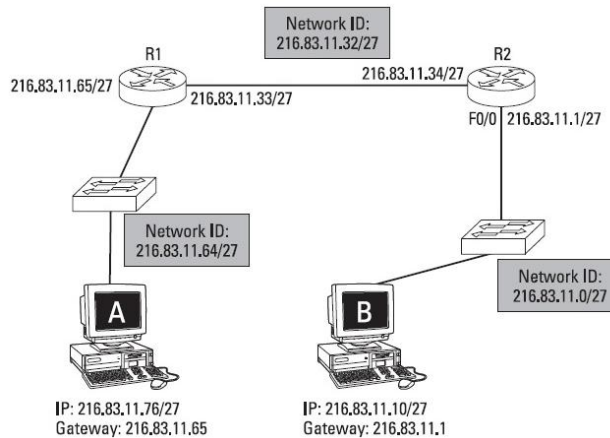 Network ID:
216.83.11.32/27
R1
R2
216.83.11.65/27
216.83.11.33/27
216.83.11.34/27
F0/0
216.83.11.1/27
Network ID:
216.83.11.64/27
Network ID:
216.83.11.0/27
A
B
IP: 216.83.11.76/27
Gateway: 216.83.11.65
IP: 216.83.11.10/27
Gateway: 216.83.11.1